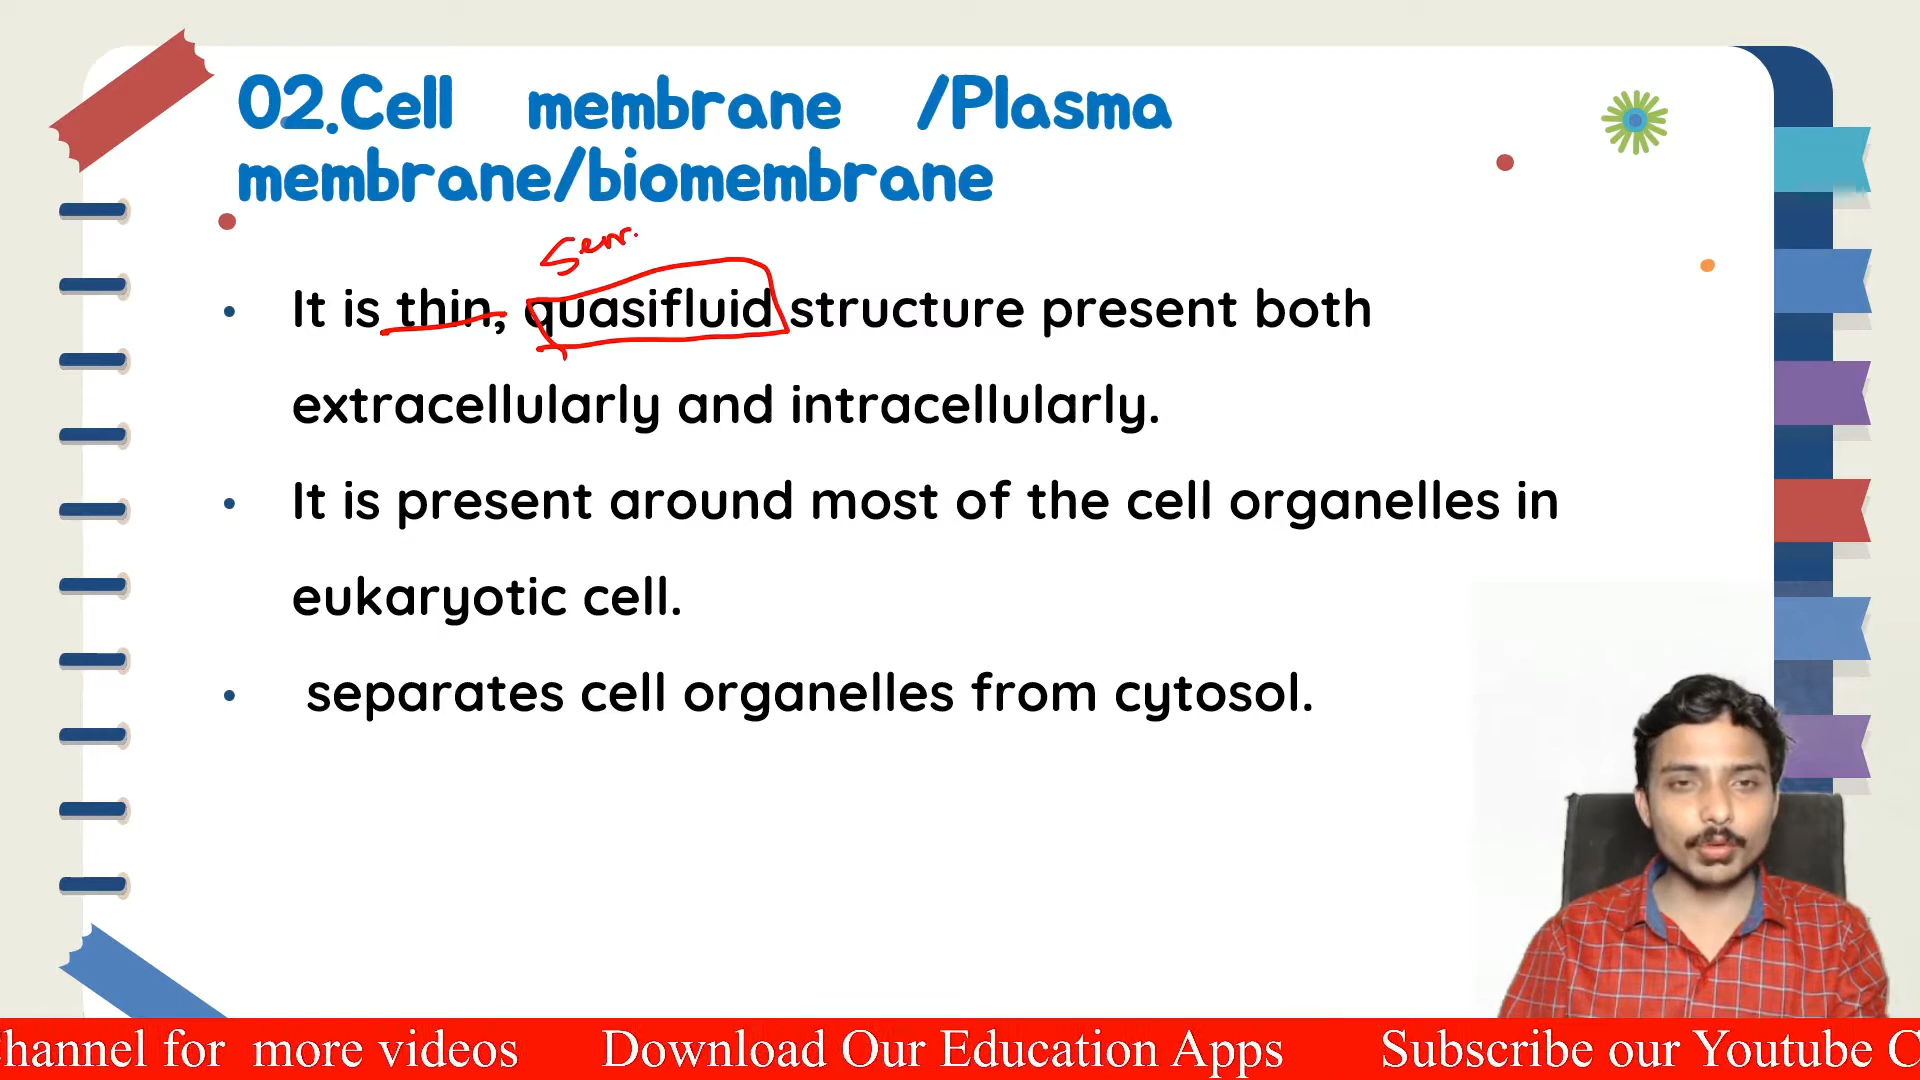 02.Cell membrane /Plasma
membrane/biomembrane
It is thin, quasifluid structure present both
extracellularly and intracellularly.
It is present around most of the cell organelles in
eukaryotic cell.
separates cell organelles from cytosol.
hannel for more videos Download Our Education Apps Subscribe our Youtube C